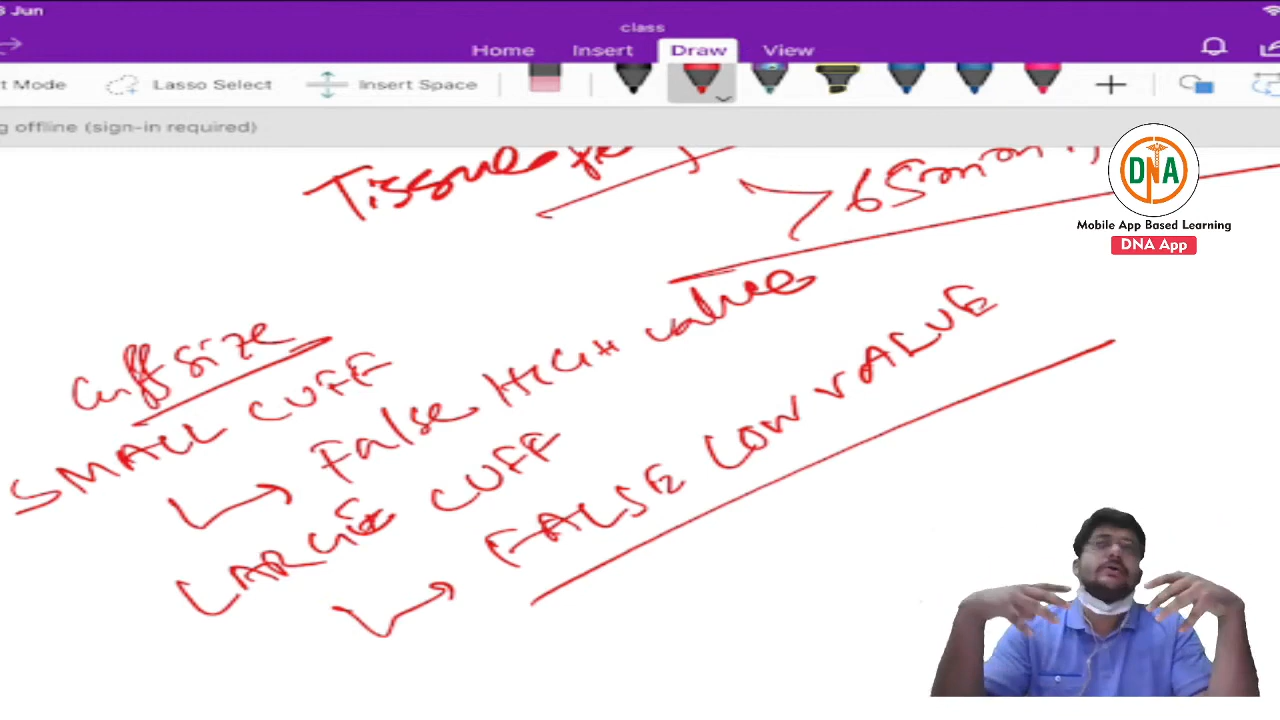 3 Jun
class
Home Insert Draw View
t Mode Lasso Select Insert Space
g offline (sign-in required)
DNA
Mobile App Based Learning
DNA App
Tissue
>65mm
Cuff size
SMALL CUFF
False HIGH value
LARGE CUFF
FALSE LOW VALUE